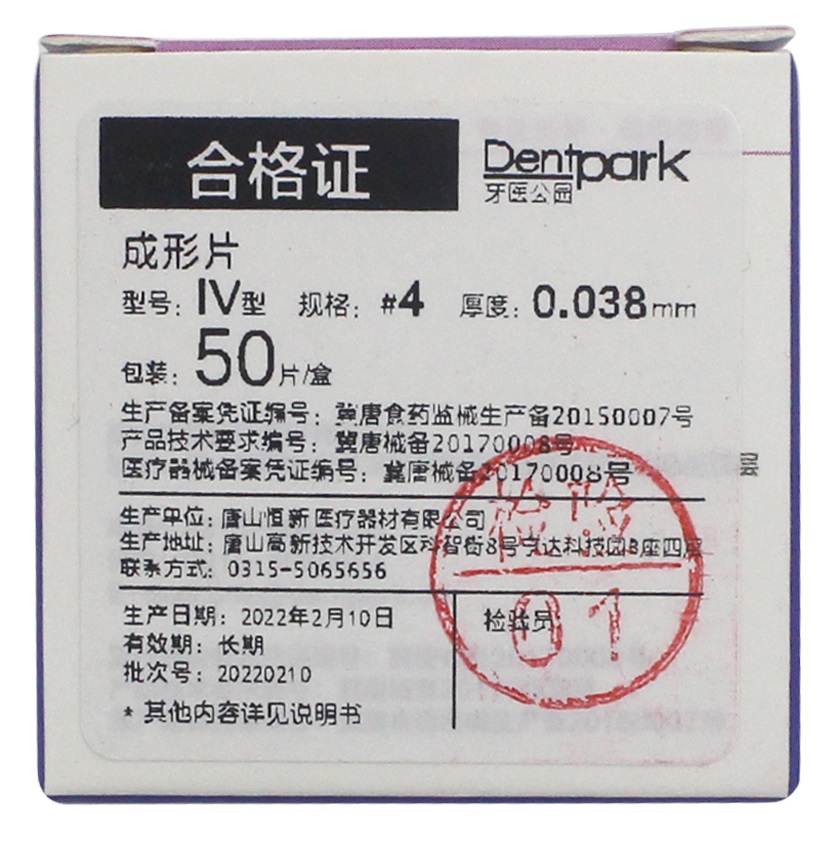 合格证
Dentpark
牙医公园
成形片
型号: IV型 规格: #4 厚度: 0.038mm
包装: 50片/盒
生产备案凭证编号: 冀唐食药监械生产备20150007号
产品技术要求编号: 冀唐械备20170008号
医疗器械备案凭证编号: 冀唐械备20170008号
生产单位: 唐山恒新医疗器材有限公司
生产地址: 唐山高新技术开发区科智街8号亨达科技园B座四层
联系方式: 0315-5065656
生产日期: 2022年2月10日
有效期: 长期
批次号: 20220210
* 其他内容详见说明书
检验员:
检验
01